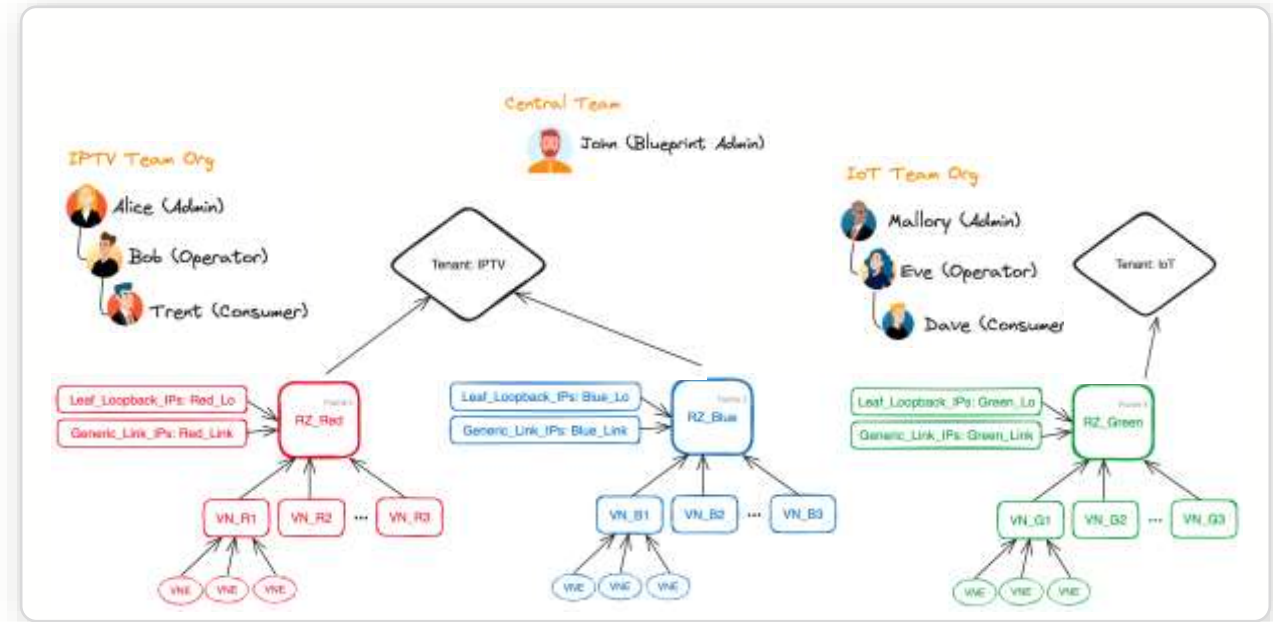 Central Team
John (Blueprint Admin)
IPTV Team Org
Alice (Admin)
Bob (Operator)
Trent (Consumer)
IoT Team Org
Mallory (Admin)
Eve (Operator)
Dave (Consumer
Tenant: IPTV
Tenant: IoT
Leaf_Loopback_IPs: Red_Lo
Generic_Link_IPs: Red_Link
RZ_Red
Leaf_Loopback_IPs: Blue_Lo
Generic_Link_IPs: Blue_Link
RZ_Blue
Leaf_Loopback_IPs: Green_Lo
Generic_Link_IPs: Green_Link
RZ_Green
VN_R1
VN_R2
...
VN_R3
VN_B1
VN_B2
...
VN_B3
VN_G1
VN_G2
...
VN_G3
VNE
VNE
VNE
VNE
VNE
VNE
VNE
VNE
VNE